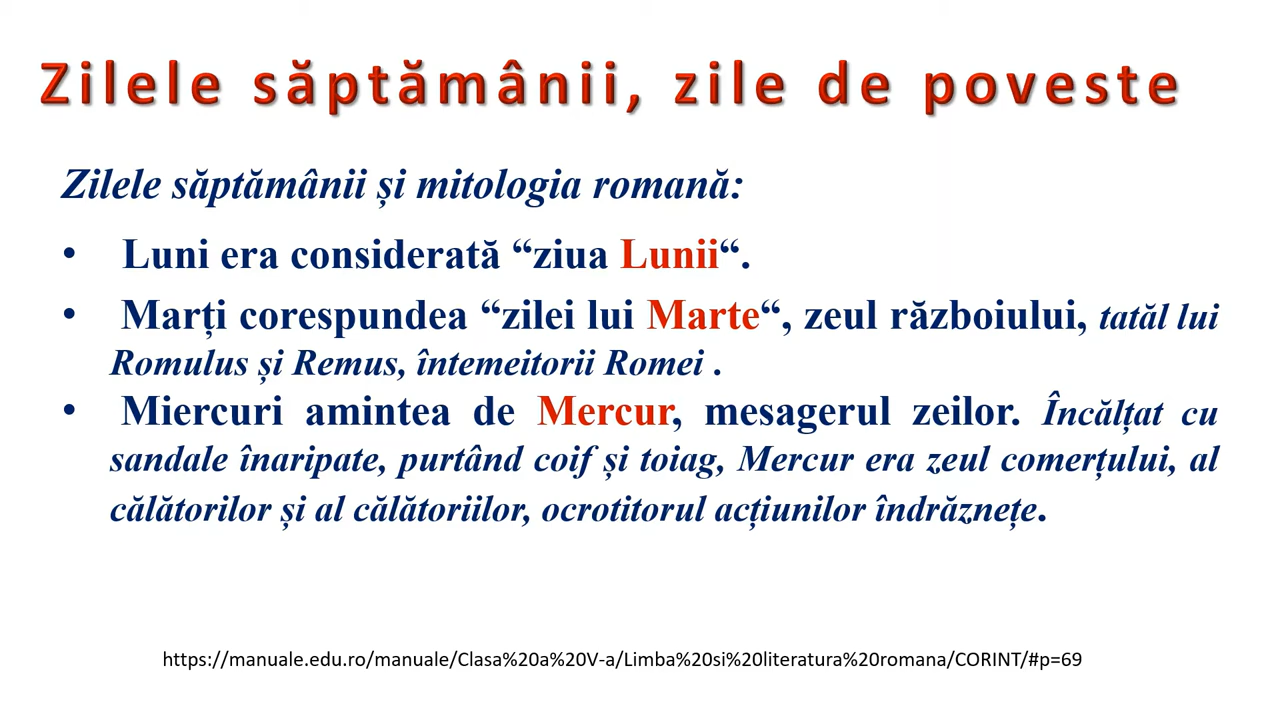 Zilele săptămânii, zile de poveste
Zilele săptămânii și mitologia romană:
• Luni era considerată “ziua Lunii“.
• Marți corespundea “zilei lui Marte“, zeul războiului, tatăl lui
Romulus și Remus, întemeitorii Romei .
• Miercuri amintea de Mercur, mesagerul zeilor. Încălțat cu
sandale înaripate, purtând coif și toiag, Mercur era zeul comerțului, al
călătorilor și al călătoriilor, ocrotitorul acțiunilor îndrăznețe.
https://manuale.edu.ro/manuale/Clasa%20a%20V-a/Limba%20si%20literatura%20romana/CORINT/#p=69